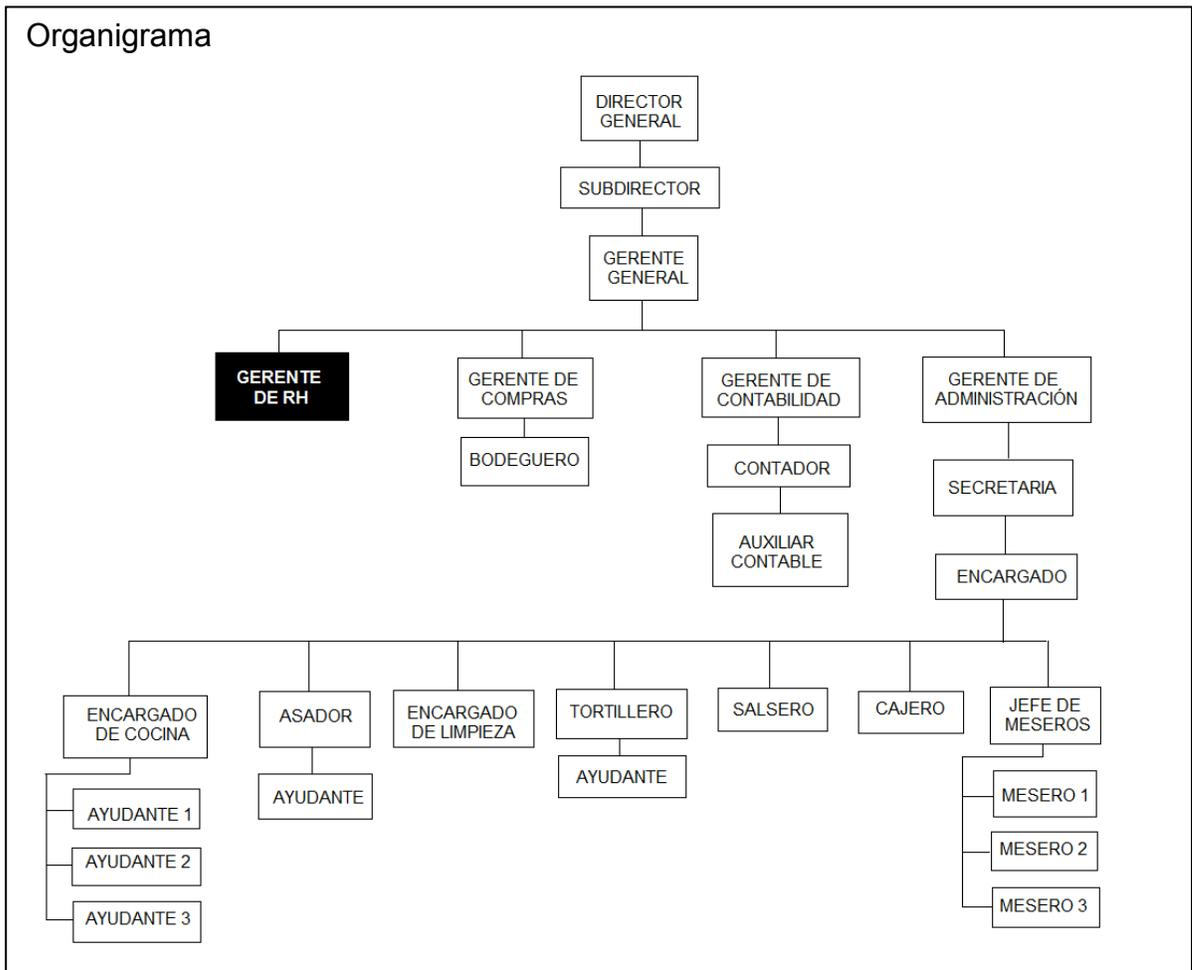 Organigrama
DIRECTOR
GENERAL
SUBDIRECTOR
GERENTE
GENERAL
GERENTE
DE RH
GERENTE DE
COMPRAS
GERENTE DE
CONTABILIDAD
GERENTE DE
ADMINISTRACIÓN
BODEGUERO
CONTADOR
SECRETARIA
AUXILIAR
CONTABLE
ENCARGADO
ENCARGADO
DE COCINA
ASADOR
ENCARGADO
DE LIMPIEZA
TORTILLERO
SALSERO
CAJERO
JEFE DE
MESEROS
AYUDANTE 1
AYUDANTE 2
AYUDANTE 3
AYUDANTE
AYUDANTE
MESERO 1
MESERO 2
MESERO 3